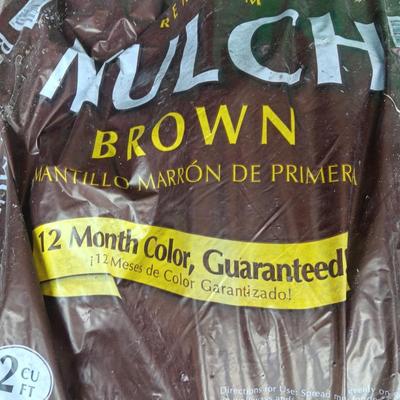 MULCH
BROWN
MANTILLO MARRÓN DE PRIMERA
12 Month Color, Guaranteed!
¡12 Meses de Color Garantizado!
2 CU
FT
Directions for Use: Spread